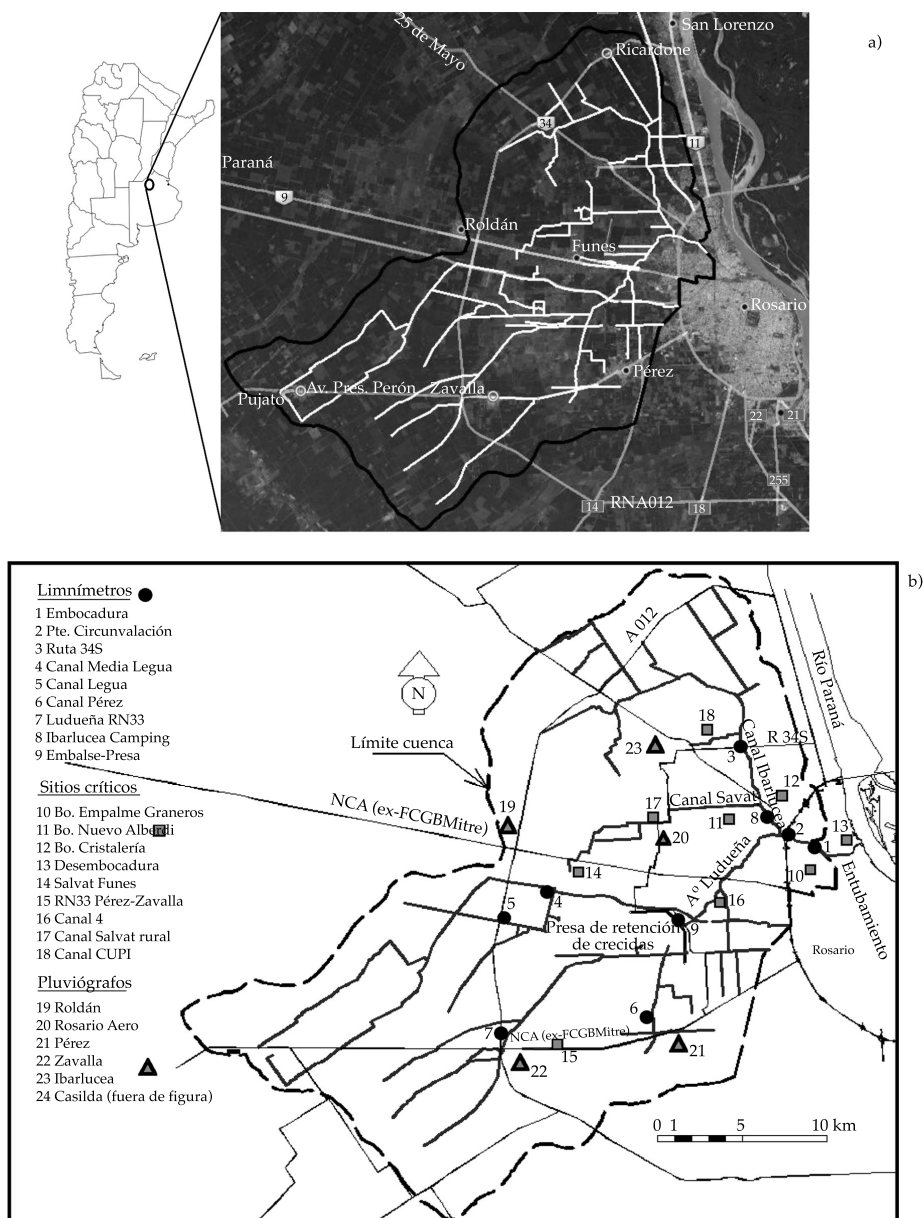 a)
San Lorenzo
25 de Mayo
Ricardone
34
11
Paraná
9
Roldán
Funes
Rosario
Pérez
Av. Pres. Perón
Zavalla
Pujato
22
21
255
14
RNA012
18
b)
Limnímetros
1 Embocadura
2 Pte. Circunvalación
3 Ruta 34S
4 Canal Media Legua
5 Canal Legua
6 Canal Pérez
7 Ludueña RN33
8 Ibarlucea Camping
9 Embalse-Presa
Sitios críticos
10 Bo. Empalme Graneros
11 Bo. Nuevo Alberdi
12 Bo. Cristalería
13 Desembocadura
14 Salvat Funes
15 RN33 Pérez-Zavalla
16 Canal 4
17 Canal Salvat rural
18 Canal CUPI
Pluviógrafos
19 Roldán
20 Rosario Aero
21 Pérez
22 Zavalla
23 Ibarlucea
24 Casilda (fuera de figura)
N
Límite cuenca
NCA (ex-FCGBMitre)
A 012
Río Paraná
18
R 34S
23
3
Canal Ibarlucea
12
19
17
Canal Savat
11
8
2
13
20
1
14
10
Aº Ludueña
Entubamiento
4
5
16
9
Presa de retención
de crecidas
Rosario
6
7
NCA (ex-FCGBMitre)
15
21
22
0 1 5 10 km